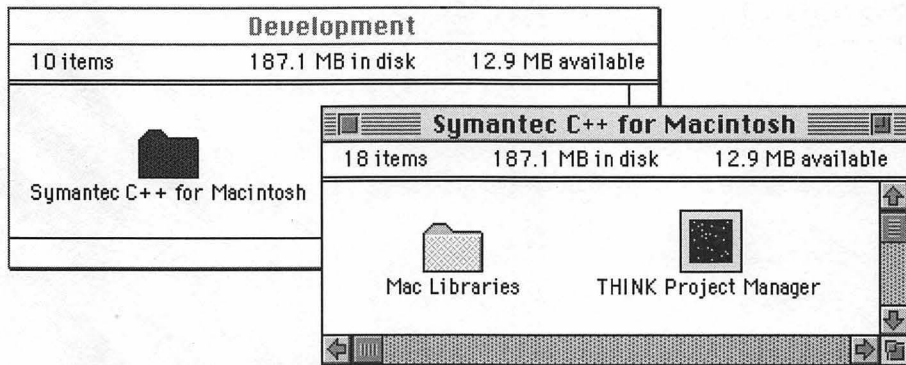 Development
10 items 187.1 MB in disk 12.9 MB available
Symantec C++ for Macintosh
Symantec C++ for Macintosh
18 items 187.1 MB in disk 12.9 MB available
Mac Libraries THINK Project Manager